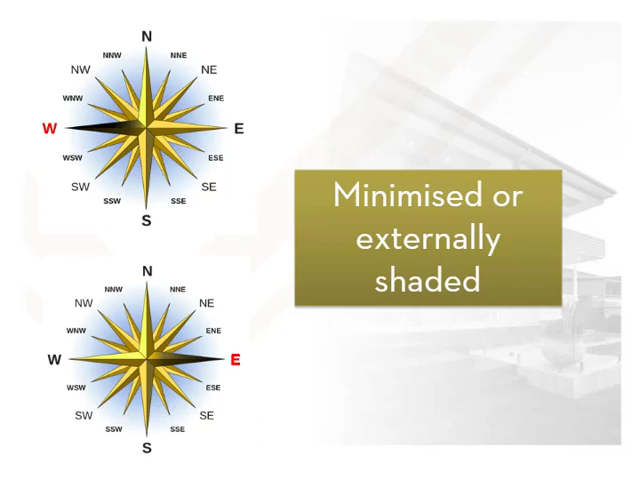 N
NNW NNE
NW NE
WNW ENE
W E
WSW ESE
SW SE
SSW SSE
S
Minimised or
externally
shaded
N
NNW NNE
NW NE
WNW ENE
W E
WSW ESE
SW SE
SSW SSE
S